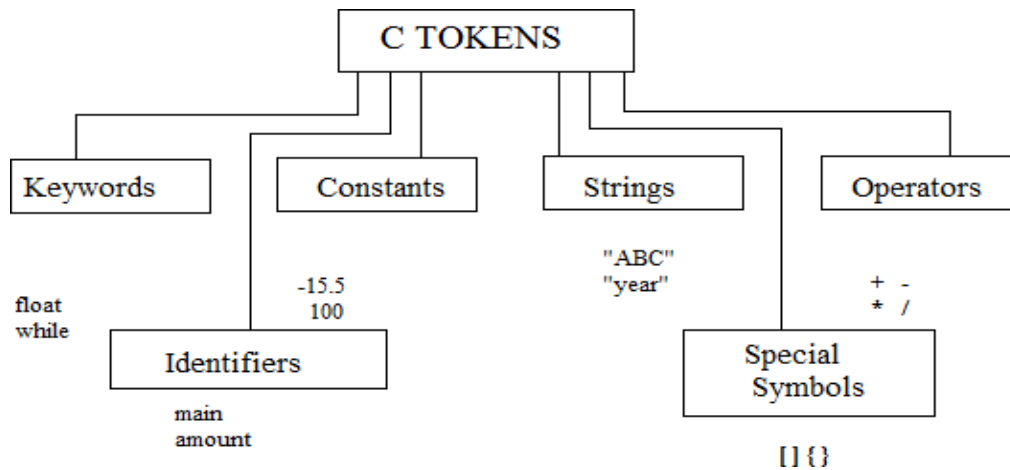 C TOKENS
Keywords
Constants
Strings
Operators
float
while
-15.5
100
"ABC"
"year"
+ -
* /
Identifiers
Special
Symbols
main
amount
[ ] { }